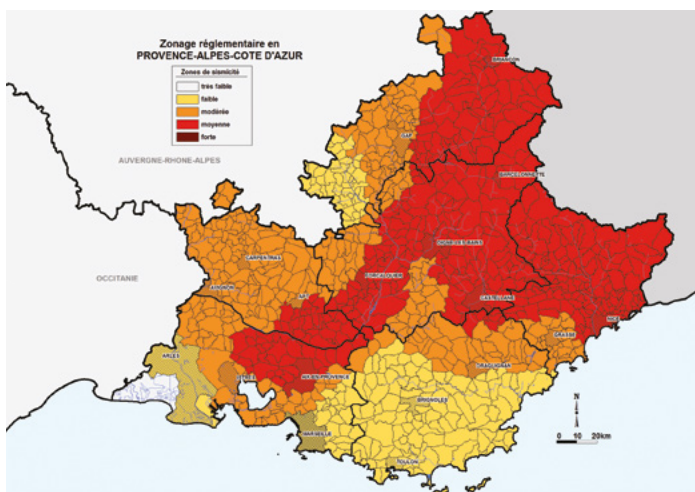 Zonage réglementaire en
PROVENCE-ALPES-COTE D'AZUR
Zones de sismicité
très faible
faible
modérée
moyenne
forte
BRIANCON
GAP
AUVERGNE-RHONE-ALPES
BARCELONNETTE
DIGNE-LES-BAINS
CARPENTRAS
FORCALQUIER
OCCITANIE
AVIGNON
APT
CASTELLANE
NICE
GRASSE
ARLES
DRAGUIGNAN
ISTRES
AIX-EN-PROVENCE
BRIGNOLES
N
MARSEILLE
0 10 20km
TOULON